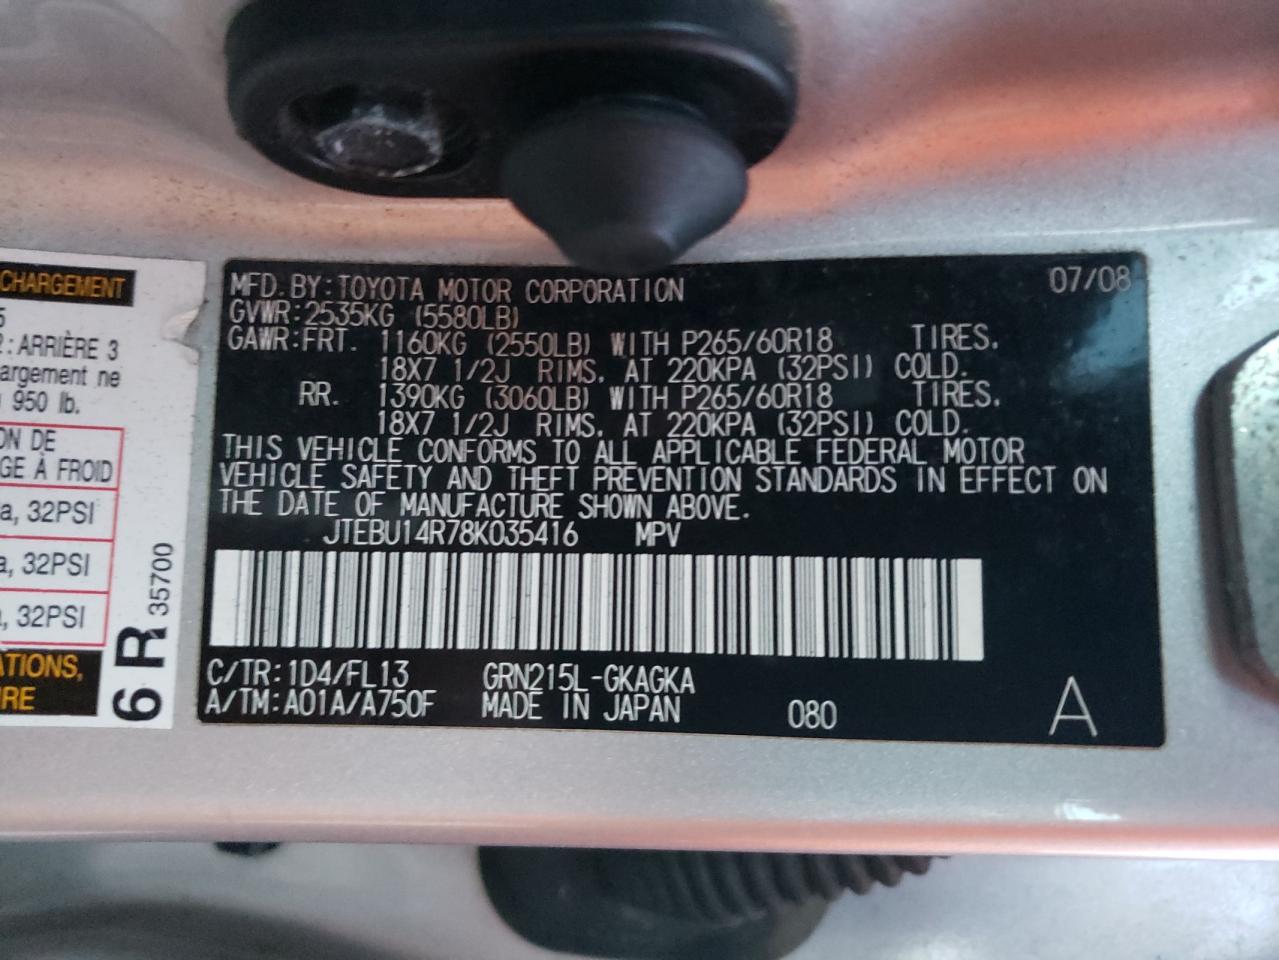 CHARGEMENT
5
2: ARRIÈRE 3
argement ne
950 lb.
ON DE
GE À FROID
a, 32PSI
a, 32PSI
a, 32PSI
ATIONS,
IRE
6R 35700
MFD. BY: TOYOTA MOTOR CORPORATION 07/08
GVWR: 2535KG (5580LB)
GAWR: FRT. 1160KG (2550LB) WITH P265/60R18 TIRES.
18X7 1/2J RIMS, AT 220KPA (32PSI) COLD.
RR. 1390KG (3060LB) WITH P265/60R18 TIRES.
18X7 1/2J RIMS, AT 220KPA (32PSI) COLD.
THIS VEHICLE CONFORMS TO ALL APPLICABLE FEDERAL MOTOR
VEHICLE SAFETY AND THEFT PREVENTION STANDARDS IN EFFECT ON
THE DATE OF MANUFACTURE SHOWN ABOVE.
JTEBU14R78K035416 MPV
C/TR: 1D4/FL13 GRN215L-GKAGKA
A/TM: A01A/A750F MADE IN JAPAN 080 A